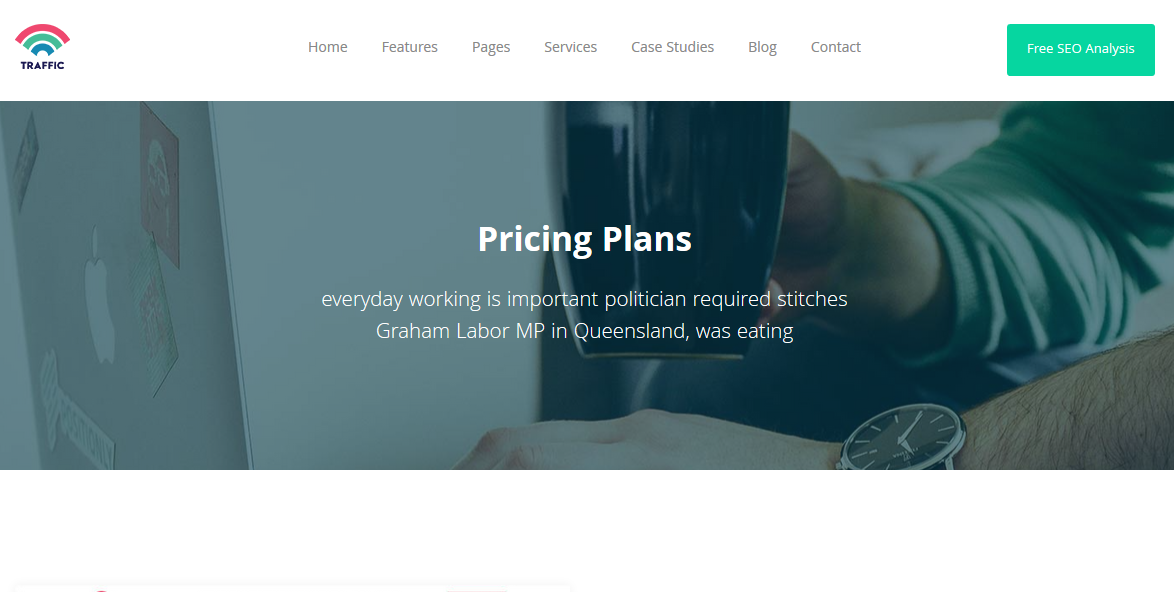 TRAFFIC
Home Features Pages Services Case Studies Blog Contact
Free SEO Analysis
Pricing Plans
everyday working is important politician required stitches
Graham Labor MP in Queensland, was eating